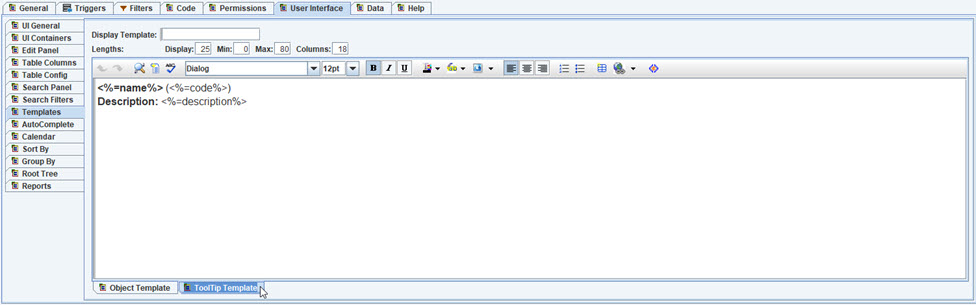 General Triggers Filters Code Permissions User Interface Data Help
UI General
UI Containers
Edit Panel
Table Columns
Table Config
Search Panel
Search Filters
Templates
AutoComplete
Calendar
Sort By
Group By
Root Tree
Reports
Display Template:
Lengths: Display: 25 Min: 0 Max: 80 Columns: 18
ABC Dialog 12pt B I U
<%=name%> (<%=code%>)
Description: <%=description%>
Object Template ToolTip Template